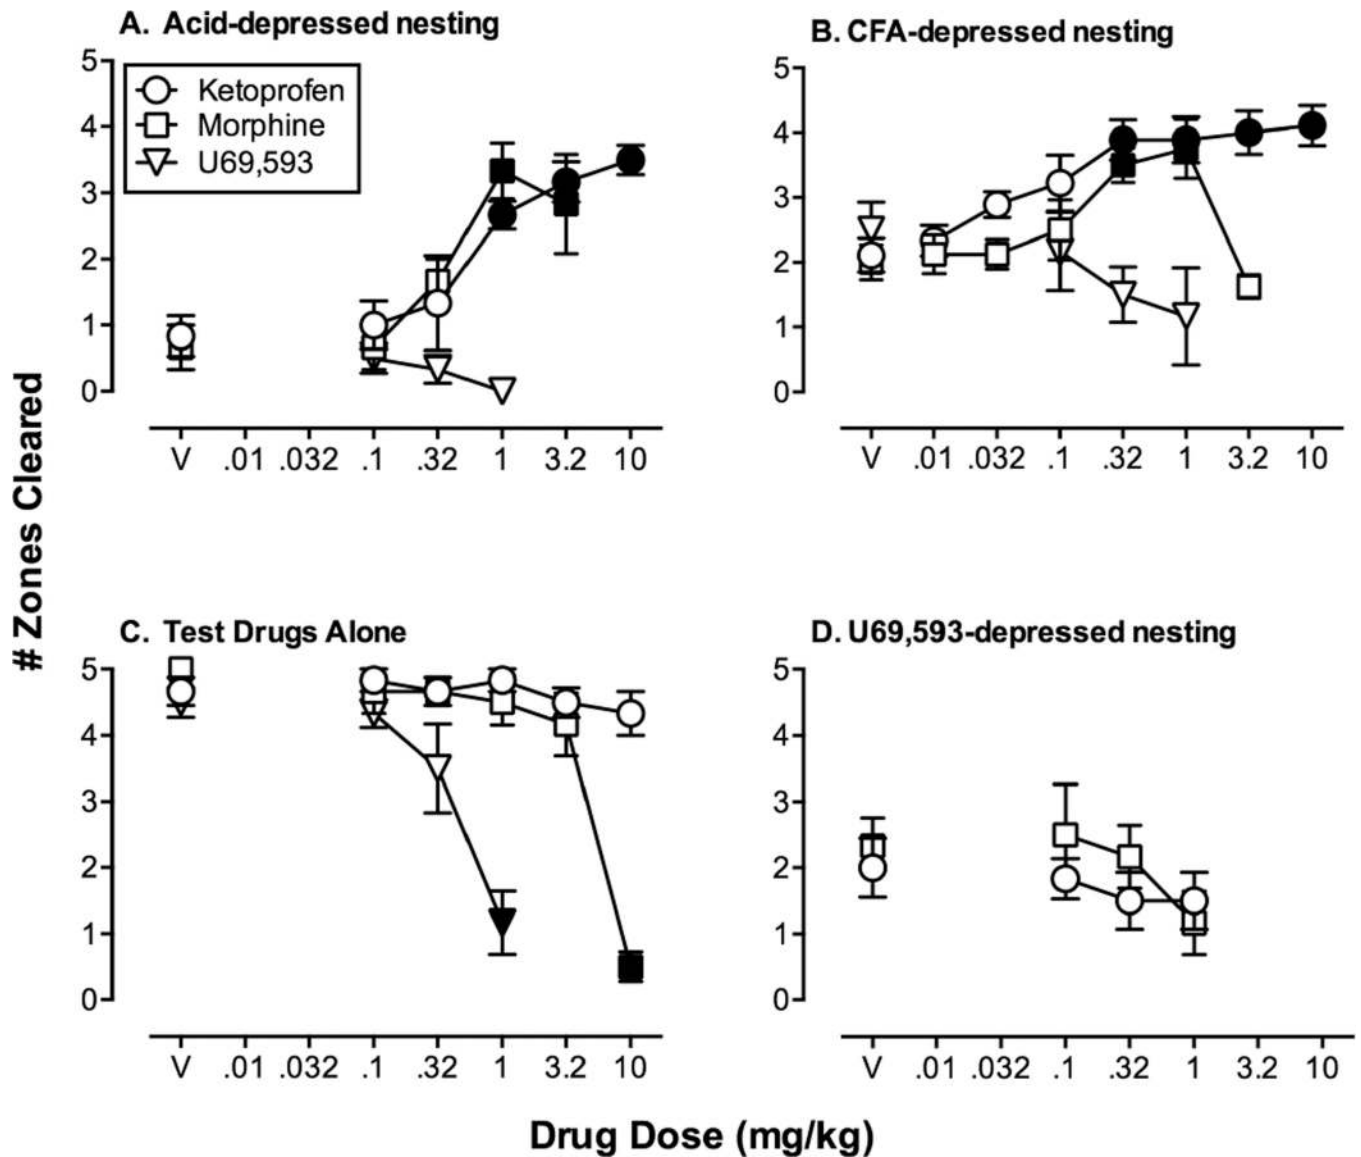 A. Acid-depressed nesting
5
4
3
2
1
0
Ketoprofen
Morphine
U69,593
V .01 .032 .1 .32 1 3.2 10
B. CFA-depressed nesting
5
4
3
2
1
0
V .01 .032 .1 .32 1 3.2 10
# Zones Cleared
C. Test Drugs Alone
5
4
3
2
1
0
V .01 .032 .1 .32 1 3.2 10
D. U69,593-depressed nesting
5
4
3
2
1
0
V .01 .032 .1 .32 1 3.2 10
Drug Dose (mg/kg)